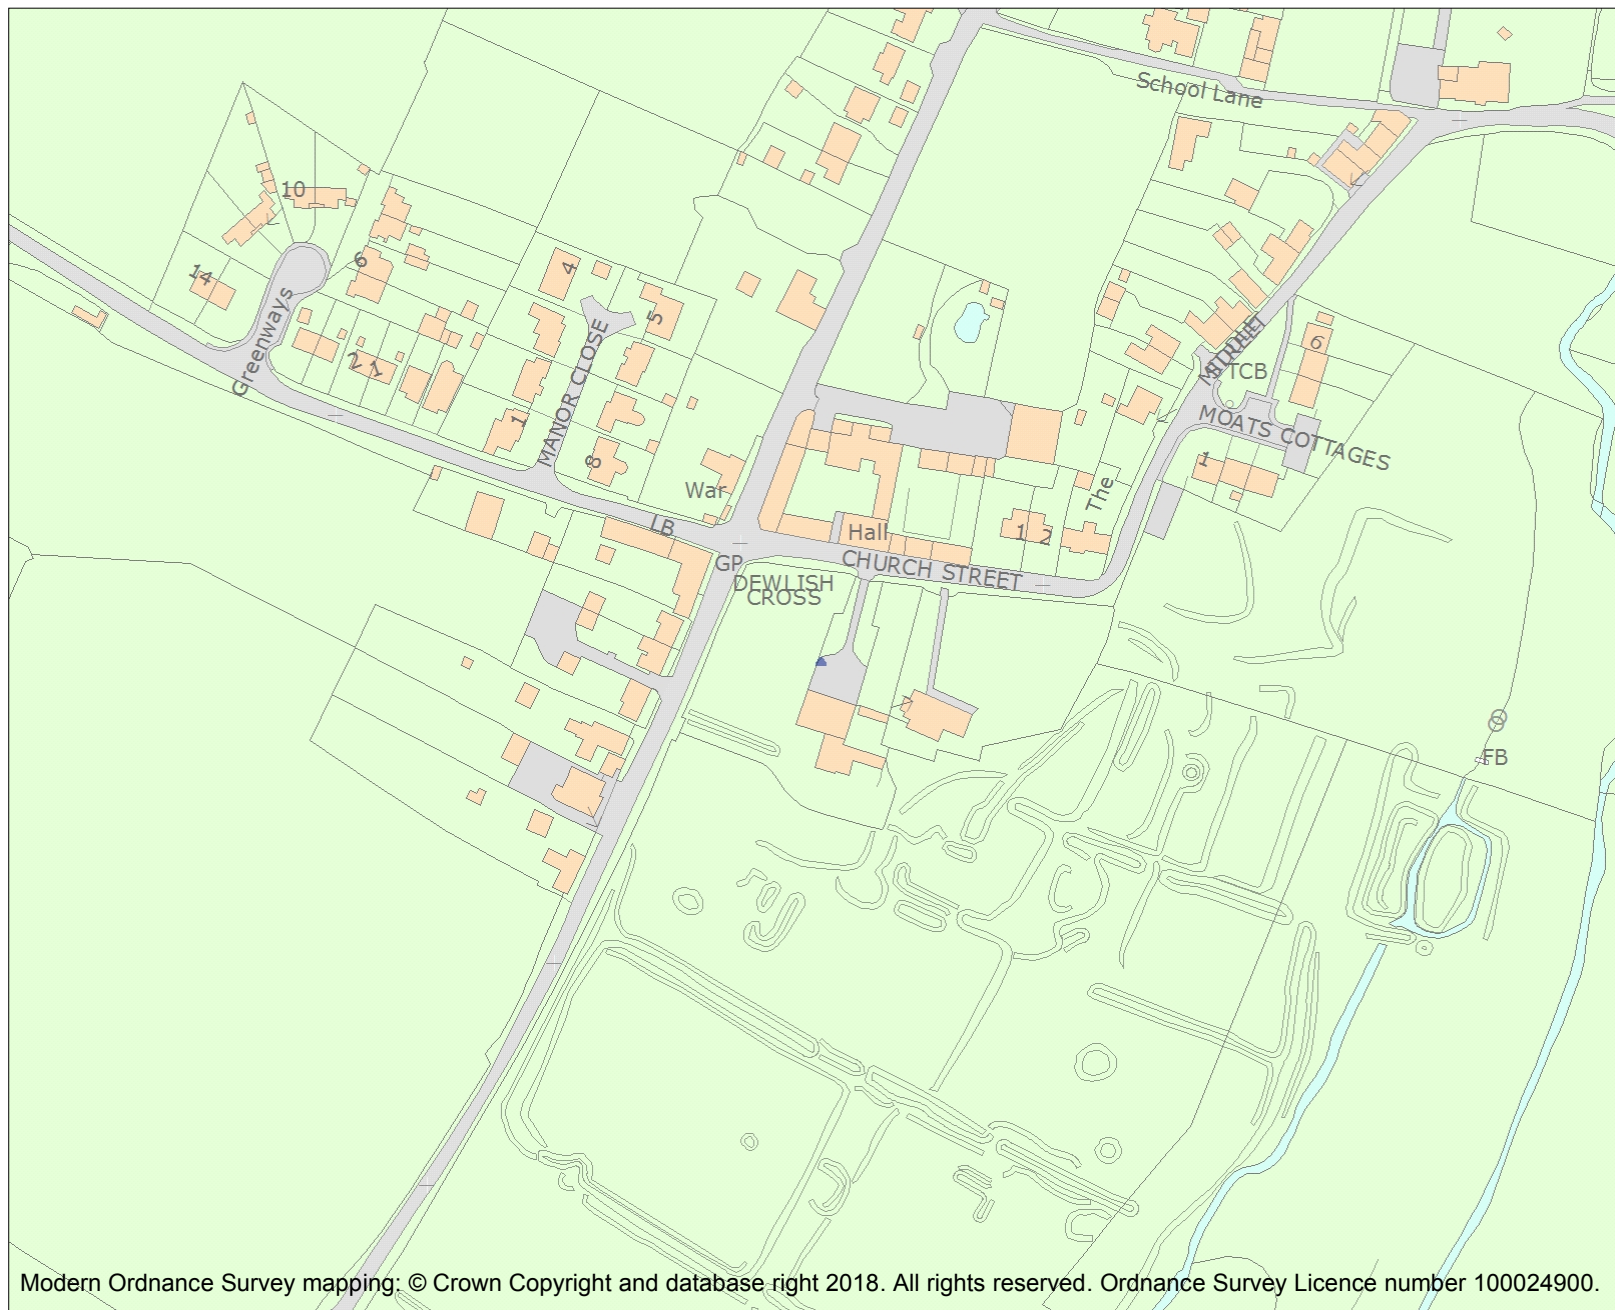 School Lane
10
14
6
Greenways
2
1
4
5
MANOR CLOSE
1
8
War
LB
GP
DEWLISH
CROSS
Hall
CHURCH STREET
1
2
The
MIDDLE
STREET
TCB
6
MOATS COTTAGES
1
FB
Modern Ordnance Survey mapping: © Crown Copyright and database right 2018. All rights reserved. Ordnance Survey Licence number 100024900.